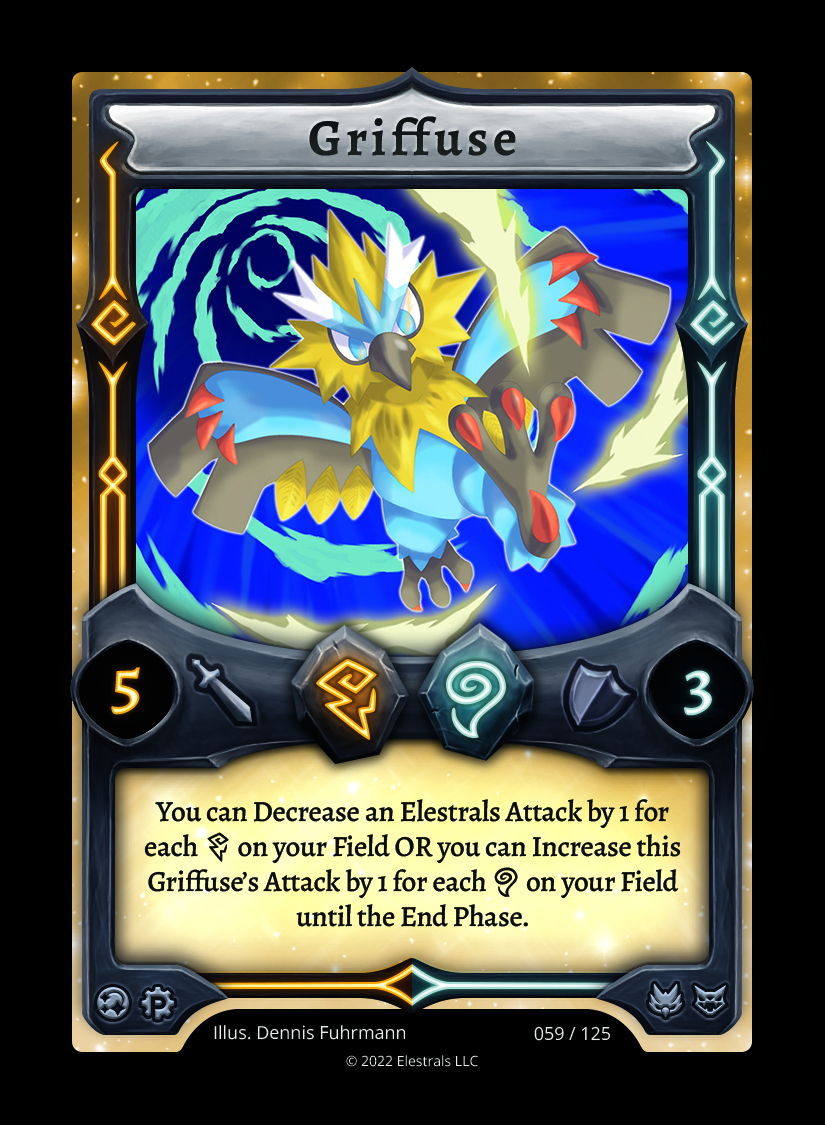 Griffuse
5
3
You can Decrease an Elestrals Attack by 1 for
each on your Field OR you can Increase this
Griffuse's Attack by 1 for each on your Field
until the End Phase.
P
Illus. Dennis Fuhrmann 059 / 125
© 2022 Elestrals LLC